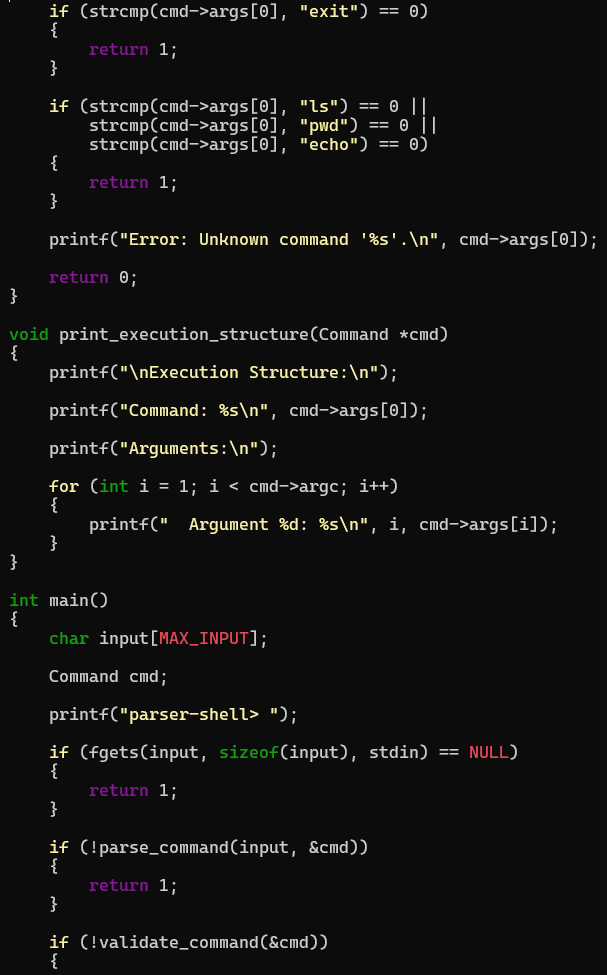 if (strcmp(cmd->args[0], "exit") == 0)
    {
        return 1;
    }

    if (strcmp(cmd->args[0], "ls") == 0 ||
        strcmp(cmd->args[0], "pwd") == 0 ||
        strcmp(cmd->args[0], "echo") == 0)
    {
        return 1;
    }

    printf("Error: Unknown command '%s'.\n", cmd->args[0]);

    return 0;
}

void print_execution_structure(Command *cmd)
{
    printf("\nExecution Structure:\n");

    printf("Command: %s\n", cmd->args[0]);

    printf("Arguments:\n");

    for (int i = 1; i < cmd->argc; i++)
    {
        printf("  Argument %d: %s\n", i, cmd->args[i]);
    }
}

int main()
{
    char input[MAX_INPUT];

    Command cmd;

    printf("parser-shell> ");

    if (fgets(input, sizeof(input), stdin) == NULL)
    {
        return 1;
    }

    if (!parse_command(input, &cmd))
    {
        return 1;
    }

    if (!validate_command(&cmd))
    {